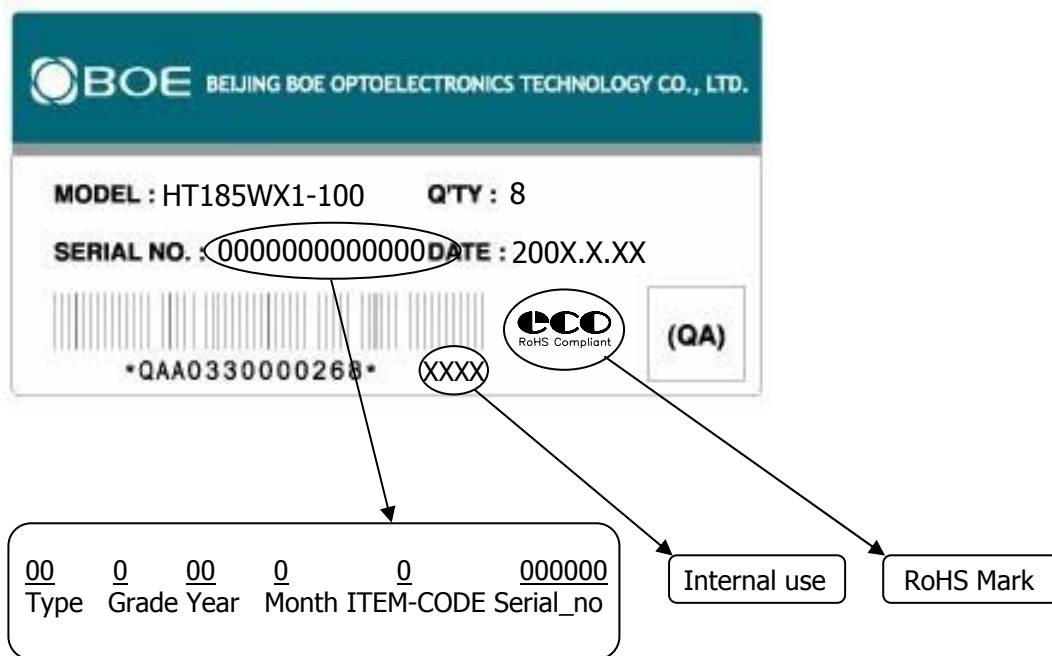 BOE BEIJING BOE OPTOELECTRONICS TECHNOLOGY CO., LTD.
MODEL : HT185WX1-100 Q'TY : 8
SERIAL NO. : 0000000000000 DATE : 200X.X.XX
eco
RoHS Compliant
(QA)
*QAA0330000268* XXXX
00 0 00 0 0 000000
Type Grade Year Month ITEM-CODE Serial_no
Internal use
RoHS Mark